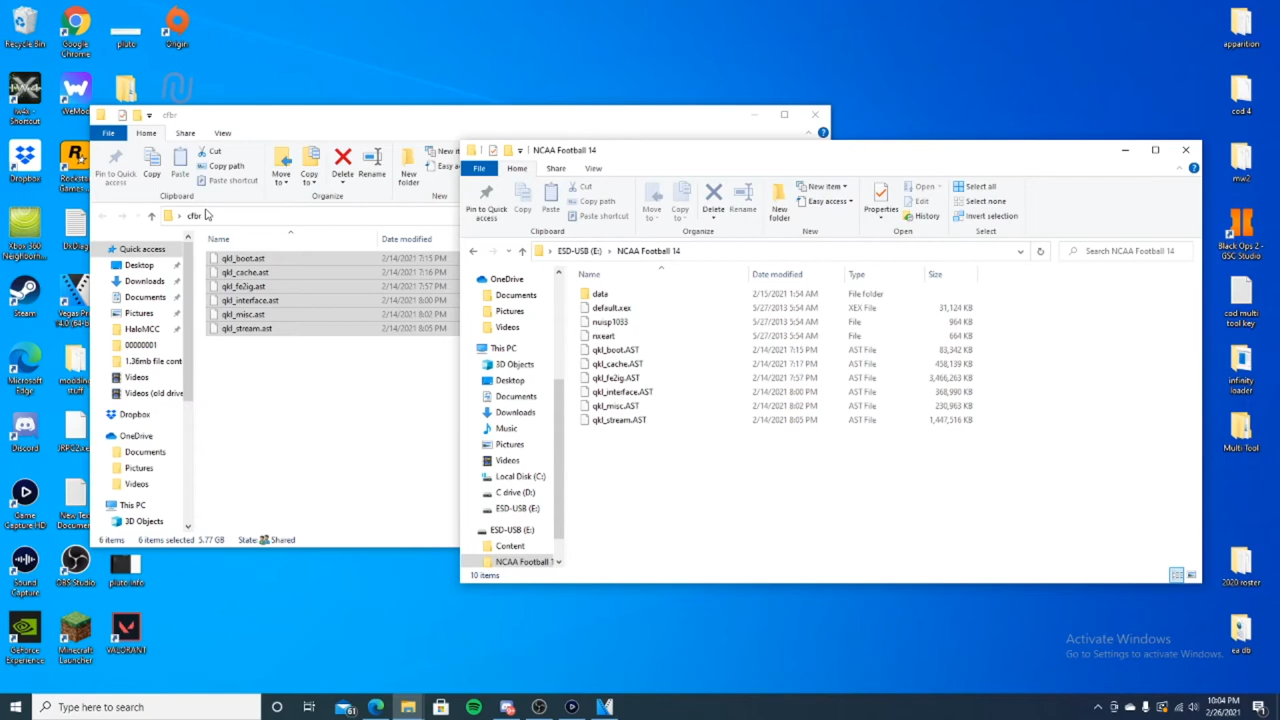 Recycle Bin
Google Chrome
pluto
Origin
iw4x - Shortcut
WeMod
Dropbox
Rockstar Games...
Xbox 360 Neighborh...
DxDiag
Steam
Vegas Pro 14.0 (64-b
Microsoft Edge
modding stuff
Discord
Game Capture HD
New Text Document
Sound Capture
OBS Studio
pluto info
GeForce Experience
Minecraft Launcher
VALORANT
apparition
cod 4
mw2
Black Ops 2 - GSC Studio
cod multi tool key
infinity loader
Multi Tool
2020 roster
ea db
cfbr
File Home Share View
Pin to Quick access
Copy
Paste
Cut
Copy path
Paste shortcut
Move to
Copy to
Delete
Rename
New folder
New it
Easy a
Clipboard
Organize
New
cfbr
Name Date modified
qkl_boot.ast 2/14/2021 7:15 PM
qkl_cache.ast 2/14/2021 7:16 PM
qkl_fe2ig.ast 2/14/2021 7:57 PM
qkl_interface.ast 2/14/2021 8:00 PM
qkl_misc.ast 2/14/2021 8:02 PM
qkl_stream.ast 2/14/2021 8:05 PM
Quick access
Desktop
Downloads
Documents
Pictures
HaloMCC
00000001
1.36mb file cont
Videos
Videos (old drive
Dropbox
OneDrive
Documents
Pictures
Videos
This PC
3D Objects
6 items 6 items selected 5.77 GB State: Shared
NCAA Football 14
File Home Share View
Pin to Quick access
Copy
Paste
Cut
Copy path
Paste shortcut
Move to
Copy to
Delete
Rename
New folder
New item
Easy access
Properties
Open
Edit
History
Select all
Select none
Invert selection
Clipboard
Organize
New
Open
Select
ESD-USB (E:) NCAA Football 14
Search NCAA Football 14
Name Date modified Type Size
data 2/15/2021 1:54 AM File folder
default.xex 5/27/2013 5:54 AM XEX File 31,124 KB
nuisp1033 5/27/2013 5:54 AM File 964 KB
nxeart 5/27/2013 5:54 AM File 664 KB
qkl_boot.AST 2/14/2021 7:15 PM AST File 83,342 KB
qkl_cache.AST 2/14/2021 7:17 PM AST File 458,139 KB
qkl_fe2ig.AST 2/14/2021 7:57 PM AST File 3,466,263 KB
qkl_interface.AST 2/14/2021 8:00 PM AST File 368,990 KB
qkl_misc.AST 2/14/2021 8:02 PM AST File 230,963 KB
qkl_stream.AST 2/14/2021 8:05 PM AST File 1,447,516 KB
OneDrive
Documents
Pictures
Videos
This PC
3D Objects
Desktop
Documents
Downloads
Music
Pictures
Videos
Local Disk (C:)
C drive (D:)
ESD-USB (E:)
ESD-USB (E:)
Content
NCAA Football 1
10 items
Activate Windows
Go to Settings to activate Windows.
Type here to search
61
10:04 PM
2/26/2021
1